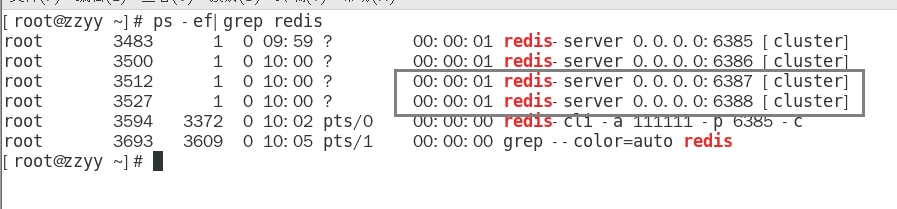 [root@zzyy ~]# ps -ef|grep redis
root 3483 1 0 09:59 ? 00:00:01 redis-server 0.0.0.0:6385 [cluster]
root 3500 1 0 10:00 ? 00:00:01 redis-server 0.0.0.0:6386 [cluster]
root 3512 1 0 10:00 ? 00:00:01 redis-server 0.0.0.0:6387 [cluster]
root 3527 1 0 10:00 ? 00:00:01 redis-server 0.0.0.0:6388 [cluster]
root 3594 3372 0 10:02 pts/0 00:00:00 redis-cli -a 111111 -p 6385 -c
root 3693 3609 0 10:05 pts/1 00:00:00 grep --color=auto redis
[root@zzyy ~]#